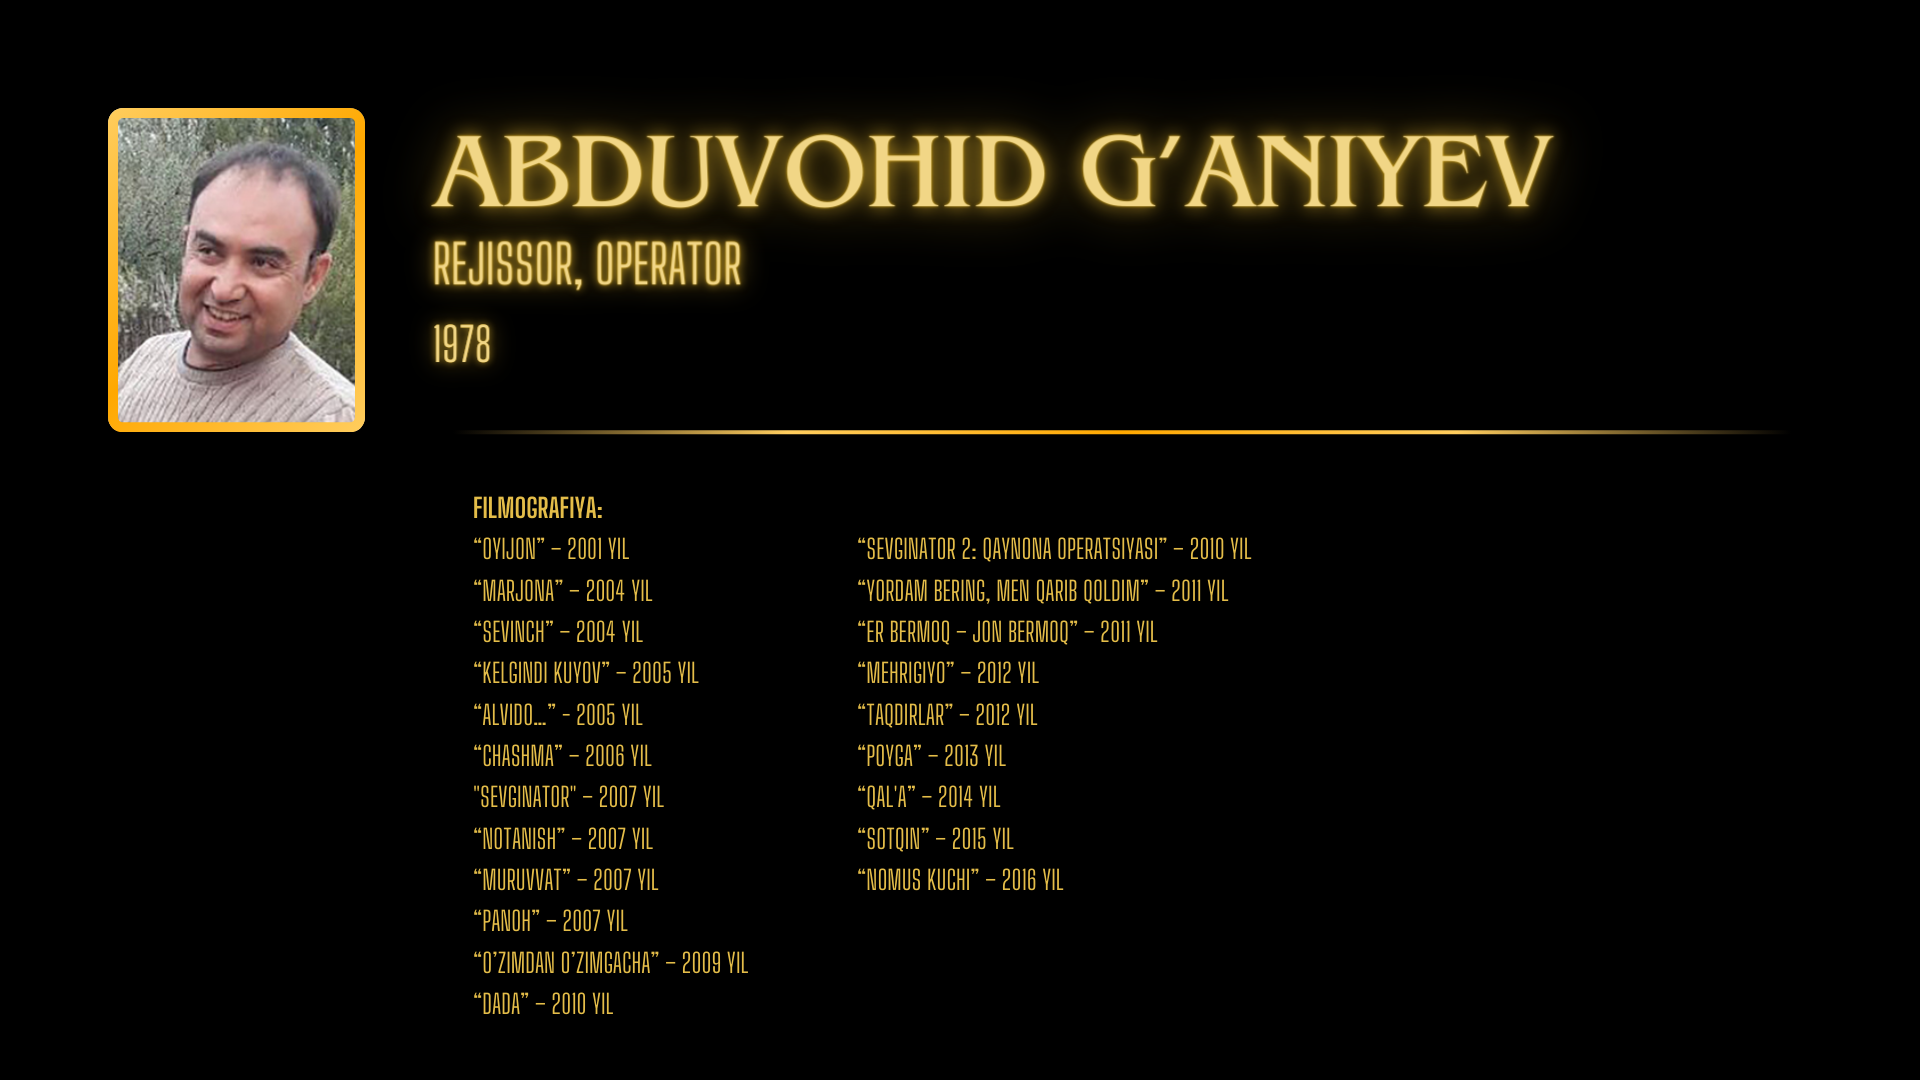 ABDUVOHID G’ANIYEV
REJISSOR, OPERATOR
1978
FILMOGRAFIYA:
“OYIJON” – 2001 YIL
“MARJONA” – 2004 YIL
“SEVINCH” – 2004 YIL
“KELGINDI KUYOV” – 2005 YIL
“ALVIDO...” - 2005 YIL
“CHASHMA” – 2006 YIL
"SEVGINATOR" – 2007 YIL
“NOTANISH” – 2007 YIL
“MURUVVAT” – 2007 YIL
“PANOH” – 2007 YIL
“O’ZIMDAN O’ZIMGACHA” – 2009 YIL
“DADA” – 2010 YIL
“SEVGINATOR 2: QAYNONA OPERATSIYASI” – 2010 YIL
“YORDAM BERING, MEN QARIB QOLDIM” – 2011 YIL
“ER BERMOQ – JON BERMOQ” – 2011 YIL
“MEHRIGIYO” – 2012 YIL
“TAQDIRLAR” – 2012 YIL
“POYGA” – 2013 YIL
“QAL'A” – 2014 YIL
“SOTQIN” – 2015 YIL
“NOMUS KUCHI” – 2016 YIL